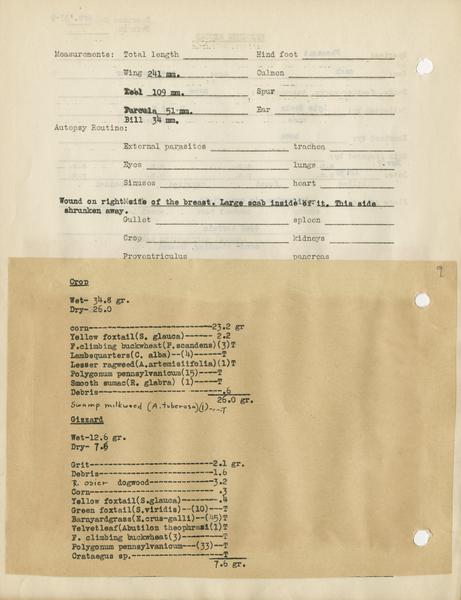 Measurements: Total length Hind foot
Wing 241 mm. Culmen
109 mm. Spur
Furcula 51 mm. Ear
Bill 34 mm.
Autopsy Routine:
External parasites trachea
Eyes lungs
Sinuses heart
Wound on right side of the breast. Large scab inside of it. This side
shrunken away.
Gullet spleen
Crop kidneys
Proventriculus pancreas
9
Crop
Wet- 34.8 gr.
Dry- 26.0
corn--------------------23.2 gr
Yellow foxtail(S. glauca)----- 2.2
F.climbing buckwheat(P.scandens)(3)T
Lambsquarters(C. alba)--(4)-----T
Lesser ragweed(A.artemisiifolia)(1)T
Polygonum pennsylvanicum(15)----T
Smooth sumac(R. glabra) (1)-----T
Debris--------------------.6
26.0 gr.
Swamp milkweed (A. tuberosa)(1)---T
Gizzard
Wet-12.6 gr.
Dry- 7.6
Grit--------------------2.1 gr.
Debris--------------------1.6
R. osier dogwood------------3.2
Corn-------------------- .3
Yellow foxtail(S.glauca)------.4
Green foxtail(S.viridis)--(10)---T
Barnyardgrass(E.crus-galli)--(45)T
Velvetleaf(Abutilon theophrasi(1)T
F. climbing buckwheat(3)--------T
Polygonum pennsylvanicum---(33)--T
Crataegus sp.-------------T
7.6 gr.